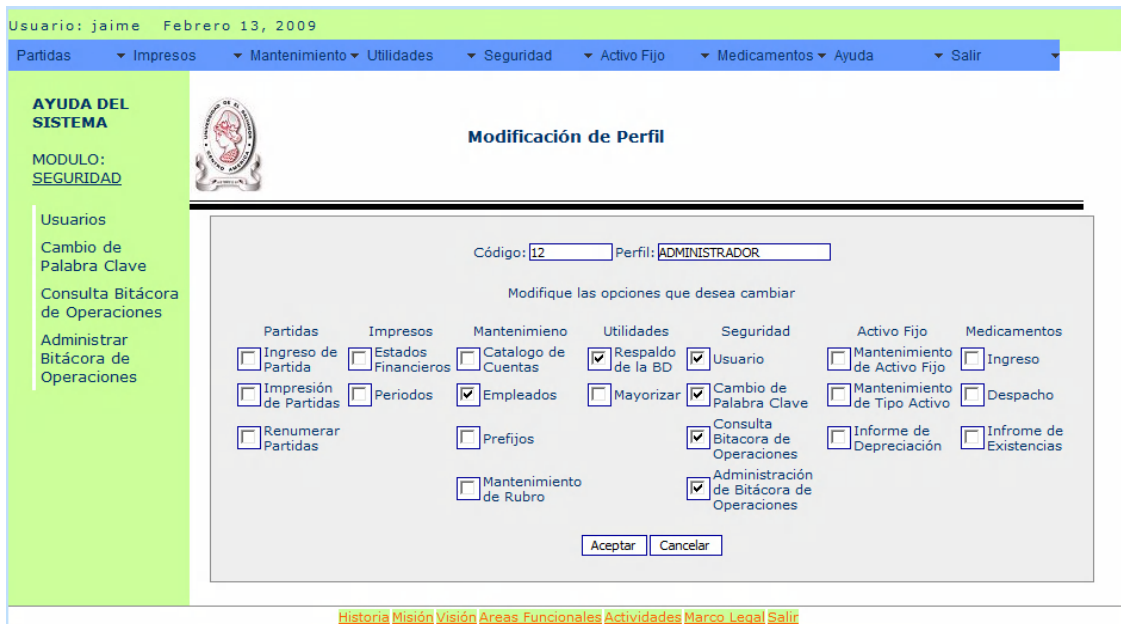 Usuario: jaime Febrero 13, 2009
Partidas Impresos Mantenimiento Utilidades Seguridad Activo Fijo Medicamentos Ayuda Salir
AYUDA DEL
SISTEMA
MODULO:
SEGURIDAD
Usuarios
Cambio de
Palabra Clave
Consulta Bitácora
de Operaciones
Administrar
Bitácora de
Operaciones
UNIVERSIDAD DE EL SALVADOR
CENTRO AMERICA
Modificación de Perfil
Código: 12 Perfil: ADMINISTRADOR
Modifique las opciones que desea cambiar
Partidas Impresos Mantenimieno Utilidades Seguridad Activo Fijo Medicamentos
Ingreso de Estados Catalogo de Respaldo Usuario Mantenimiento Ingreso
Partida Financieros Cuentas de la BD de Activo Fijo
Impresión Periodos Empleados Mayorizar Cambio de Mantenimiento Despacho
de Partidas Palabra Clave de Tipo Activo
Renumerar Prefijos Consulta Informe de Infrome de
Partidas Bitacora de Depreciación Existencias
Operaciones
Mantenimiento Administración
de Rubro de Bitácora de
Operaciones
Aceptar Cancelar
Historia Misión Visión Areas Funcionales Actividades Marco Legal Salir